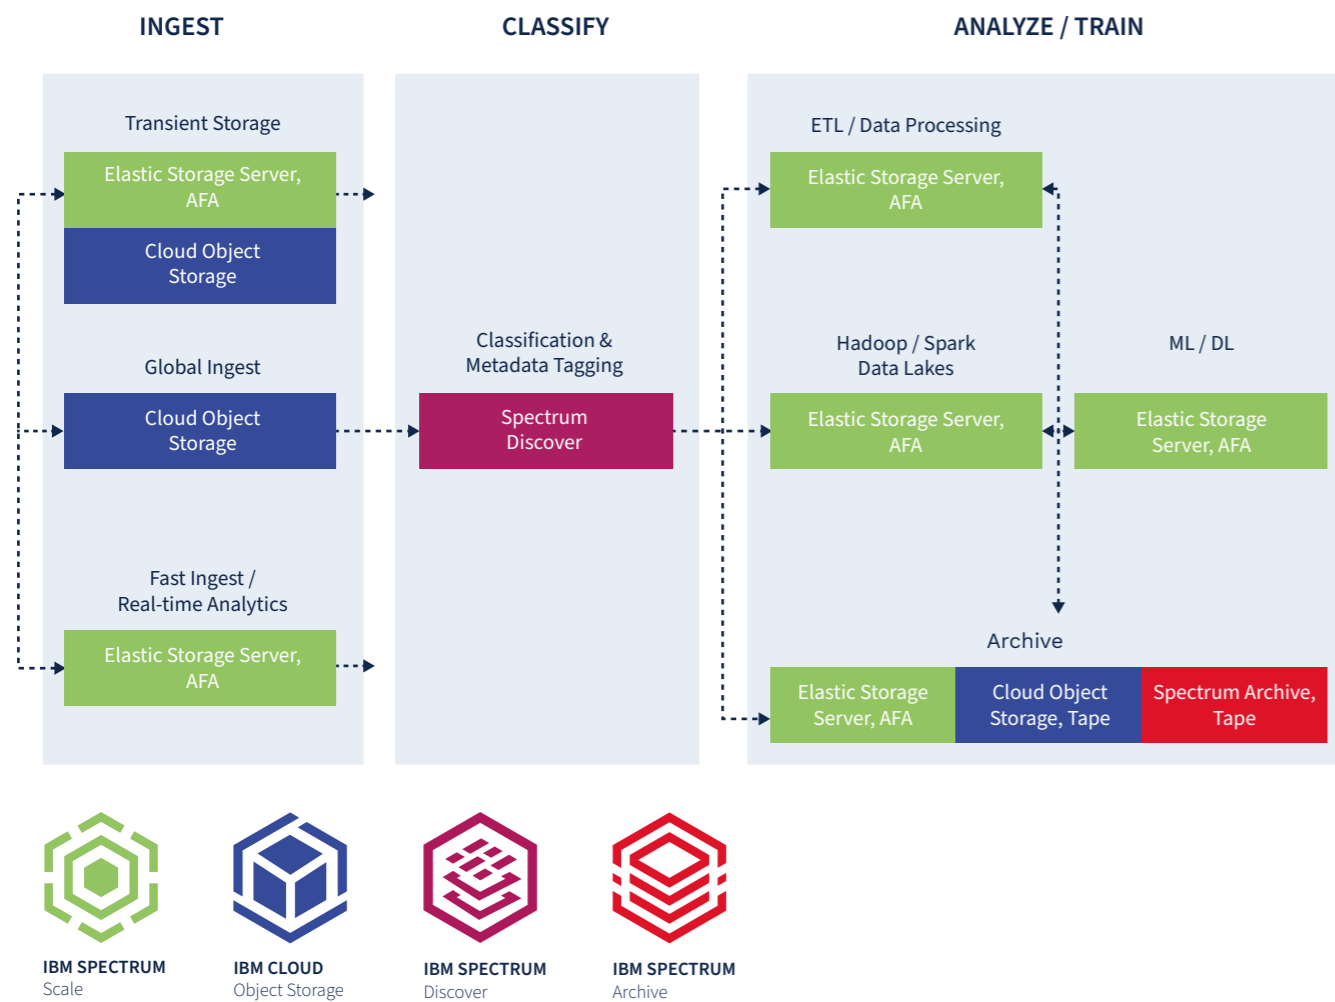 INGEST
CLASSIFY
ANALYZE / TRAIN
Transient Storage
Elastic Storage Server,
AFA
Cloud Object
Storage
Global Ingest
Cloud Object
Storage
Fast Ingest /
Real-time Analytics
Elastic Storage Server,
AFA
Classification &
Metadata Tagging
Spectrum
Discover
ETL / Data Processing
Elastic Storage Server,
AFA
Hadoop / Spark
Data Lakes
Elastic Storage Server,
AFA
ML / DL
Elastic Storage
Server, AFA
Archive
Elastic Storage
Server, AFA
Cloud Object
Storage, Tape
Spectrum Archive,
Tape
IBM SPECTRUM
Scale
IBM CLOUD
Object Storage
IBM SPECTRUM
Discover
IBM SPECTRUM
Archive